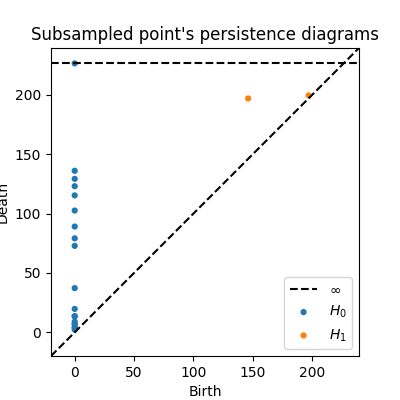 Subsampled point's persistence diagrams
200
150
100
50
0
Death
∞
H₀
H₁
0 50 100 150 200
Birth